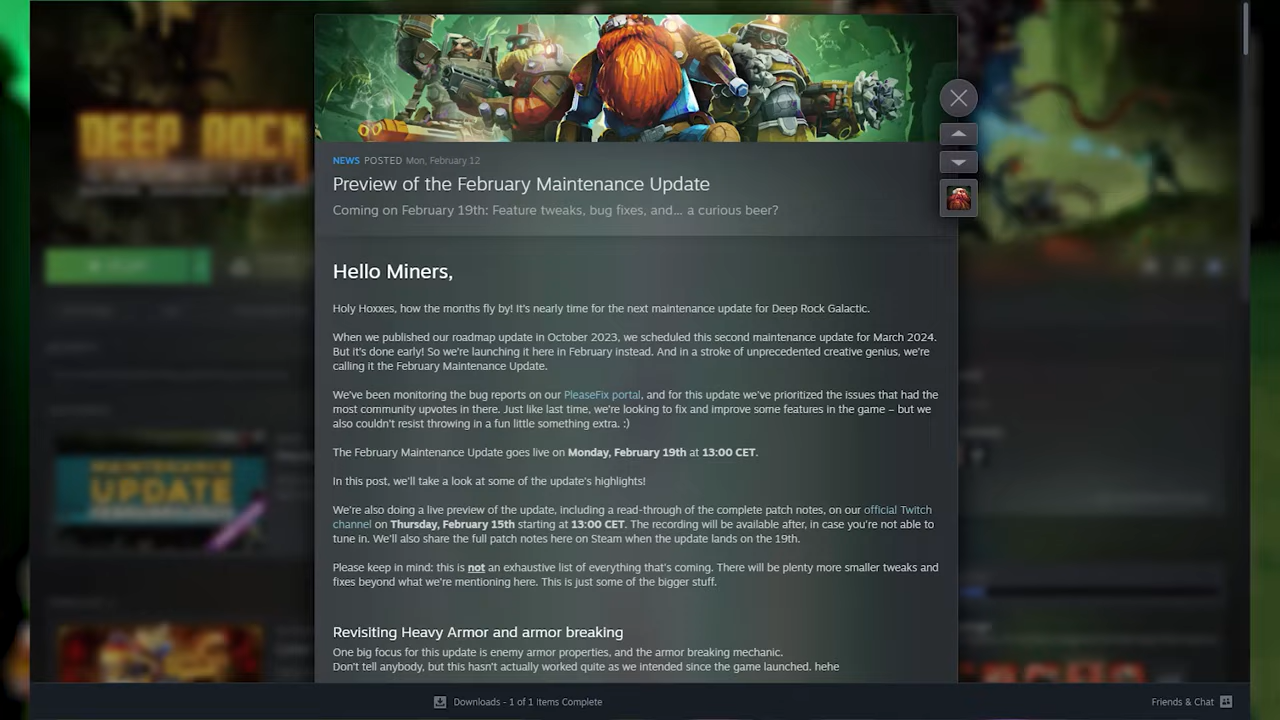 DEEP ROCK
NEWS POSTED Mon, February 12
Preview of the February Maintenance Update
Coming on February 19th: Feature tweaks, bug fixes, and... a curious beer?
Hello Miners,
Holy Hoxxes, how the months fly by! It's nearly time for the next maintenance update for Deep Rock Galactic.
When we published our roadmap update in October 2023, we scheduled this second maintenance update for March 2024.
But it's done early! So we're launching it here in February instead. And in a stroke of unprecedented creative genius, we're
calling it the February Maintenance Update.
We've been monitoring the bug reports on our PleaseFix portal, and for this update we've prioritized the issues that had the
most community upvotes in there. Just like last time, we're looking to fix and improve some features in the game – but we
also couldn't resist throwing in a fun little something extra. :)
The February Maintenance Update goes live on Monday, February 19th at 13:00 CET.
In this post, we'll take a look at some of the update's highlights!
We're also doing a live preview of the update, including a read-through of the complete patch notes, on our official Twitch
channel on Thursday, February 15th starting at 13:00 CET. The recording will be available after, in case you're not able to
tune in. We'll also share the full patch notes here on Steam when the update lands on the 19th.
Please keep in mind: this is not an exhaustive list of everything that's coming. There will be plenty more smaller tweaks and
fixes beyond what we're mentioning here. This is just some of the bigger stuff.
Revisiting Heavy Armor and armor breaking
One big focus for this update is enemy armor properties, and the armor breaking mechanic.
Don't tell anybody, but this hasn't actually worked quite as we intended since the game launched. hehe
MAINTENANCE
UPDATE
Downloads - 1 of 1 Items Complete
Friends & Chat